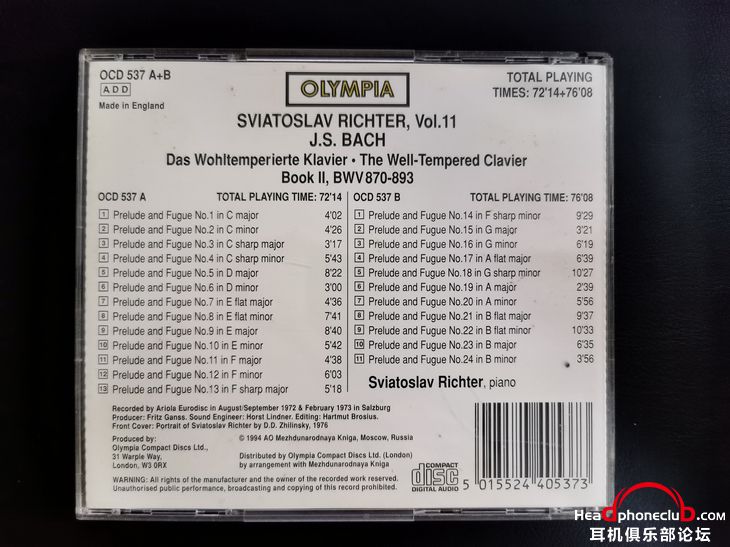 OCD 537 A+B
ADD
Made in England
OLYMPIA
TOTAL PLAYING
TIMES: 72'14+76'08
SVIATOSLAV RICHTER, Vol.11
J.S. BACH
Das Wohltemperierte Klavier • The Well-Tempered Clavier
Book II, BWV 870-893
OCD 537 A TOTAL PLAYING TIME: 72'14
1 Prelude and Fugue No.1 in C major 4'02
2 Prelude and Fugue No.2 in C minor 4'26
3 Prelude and Fugue No.3 in C sharp major 3'17
4 Prelude and Fugue No.4 in C sharp minor 5'43
5 Prelude and Fugue No.5 in D major 8'22
6 Prelude and Fugue No.6 in D minor 3'00
7 Prelude and Fugue No.7 in E flat major 4'36
8 Prelude and Fugue No.8 in E flat minor 7'41
9 Prelude and Fugue No.9 in E major 8'40
10 Prelude and Fugue No.10 in E minor 5'42
11 Prelude and Fugue No.11 in F major 4'38
12 Prelude and Fugue No.12 in F minor 6'03
13 Prelude and Fugue No.13 in F sharp major 5'18
OCD 537 B TOTAL PLAYING TIME: 76'08
1 Prelude and Fugue No.14 in F sharp minor 9'29
2 Prelude and Fugue No.15 in G major 3'21
3 Prelude and Fugue No.16 in G minor 6'19
4 Prelude and Fugue No.17 in A flat major 6'39
5 Prelude and Fugue No.18 in G sharp minor 10'27
6 Prelude and Fugue No.19 in A major 2'39
7 Prelude and Fugue No.20 in A minor 5'56
8 Prelude and Fugue No.21 in B flat major 9'37
9 Prelude and Fugue No.22 in B flat minor 10'33
10 Prelude and Fugue No.23 in B major 6'35
11 Prelude and Fugue No.24 in B minor 3'56
Sviatoslav Richter, piano
Recorded by Ariola Eurodisc in August/September 1972 & February 1973 in Salzburg
Producer: Fritz Ganss. Sound Engineer: Horst Lindner. Editing: Hartmut Brosius.
Front Cover: Portrait of Sviatoslav Richter by D.D. Zhilinsky, 1976
Produced by:
Olympia Compact Discs Ltd.,
31 Warple Way,
London, W3 0RX
© 1994 AO Mezhdunarodnaya Kniga, Moscow, Russia
Distributed by Olympia Compact Discs Ltd. (London)
by arrangement with Mezhdunarodnaya Kniga
WARNING: All rights of the manufacturer and the owner of the recorded work reserved.
Unauthorised public performance, broadcasting and copying of this record prohibited.
COMPACT
disc
DIGITAL AUDIO
5 015524 405373
Headphoneclub.com
耳机俱乐部论坛